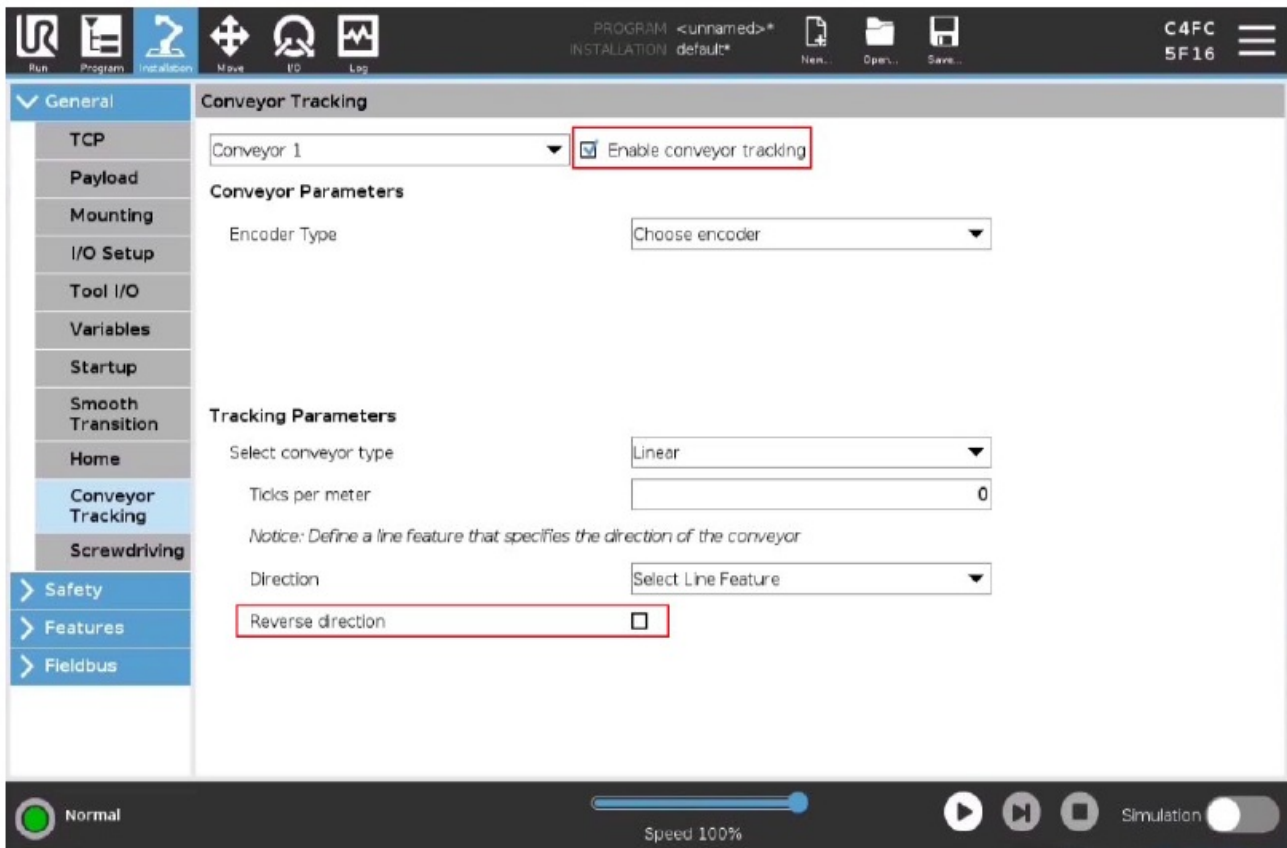 UR
PROGRAM <unnamed>*
INSTALLATION default*
C4FC
5F16
Run
Program
Installation
Move
I/O
Log
New...
Open...
Save...
General
TCP
Payload
Mounting
I/O Setup
Tool I/O
Variables
Startup
Smooth
Transition
Home
Conveyor
Tracking
Screwdriving
Safety
Features
Fieldbus
Conveyor Tracking
Conveyor 1
Enable conveyor tracking
Conveyor Parameters
Encoder Type
Choose encoder
Tracking Parameters
Select conveyor type
Linear
Ticks per meter
0
Notice: Define a line feature that specifies the direction of the conveyor
Direction
Select Line Feature
Reverse direction
Normal
Speed 100%
Simulation